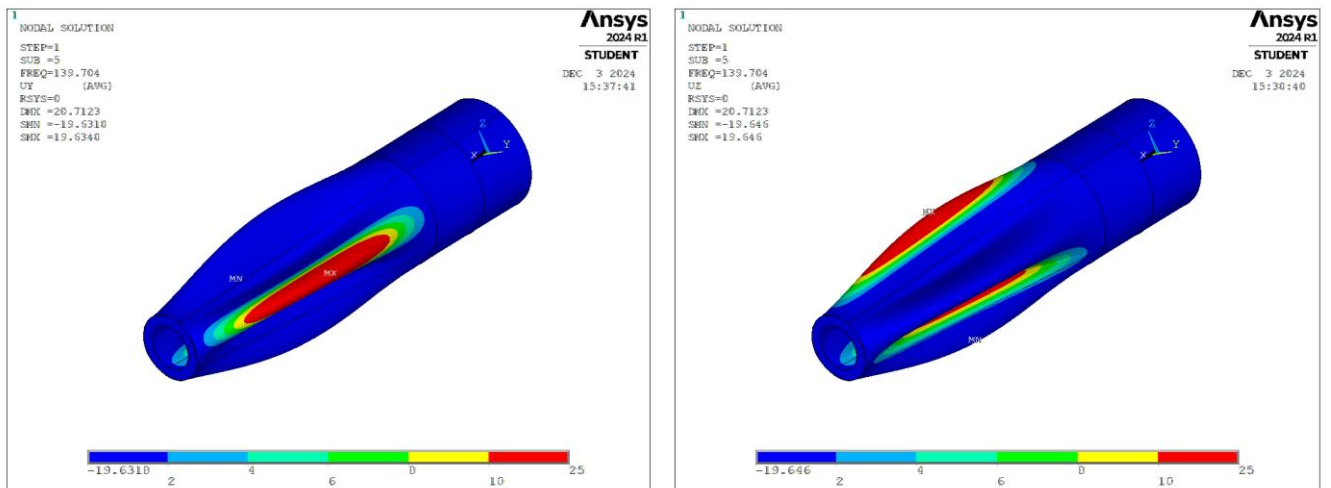 1
NODAL SOLUTION
STEP=1
SUB =5
FREQ=139.704
UY (AVG)
RSYS=0
DMX=20.7123
SMN =-19.6310
SMX =19.6340
Ansys
2024 R1
STUDENT
DEC 3 2024
15:37:41
Z
X Y
MN
MX
-19.6310 4 8 25
2 6 10
1
NODAL SOLUTION
STEP=1
SUB =5
FREQ=139.704
UZ (AVG)
RSYS=0
DMX=20.7123
SMN =-19.646
SMX =19.646
Ansys
2024 R1
STUDENT
DEC 3 2024
15:30:40
Z
X Y
MX
MN
-19.646 4 8 25
2 6 10